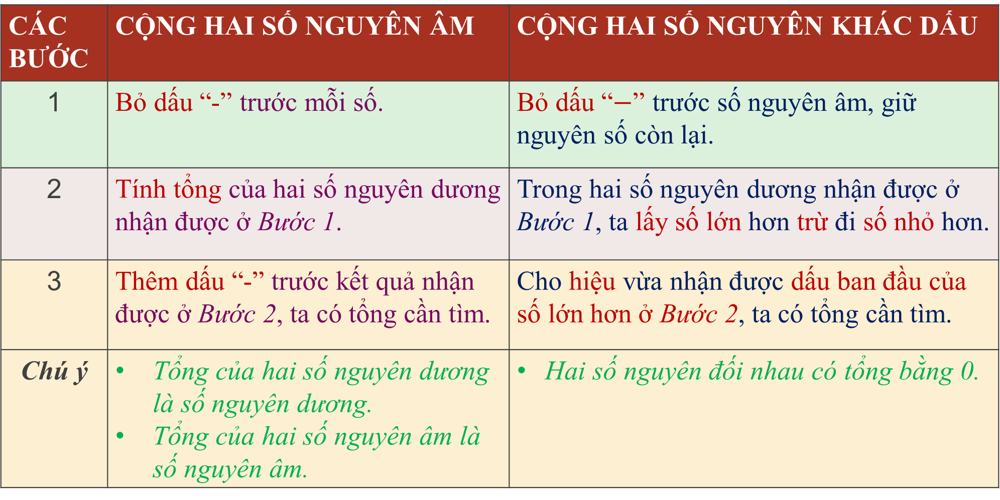 CÁC
BƯỚC
CỘNG HAI SỐ NGUYÊN ÂM
CỘNG HAI SỐ NGUYÊN KHÁC DẤU
1
Bỏ dấu “-” trước mỗi số.
Bỏ dấu “−” trước số nguyên âm, giữ
nguyên số còn lại.
2
Tính tổng của hai số nguyên dương
nhận được ở Bước 1.
Trong hai số nguyên dương nhận được ở
Bước 1, ta lấy số lớn hơn trừ đi số nhỏ hơn.
3
Thêm dấu “-” trước kết quả nhận
được ở Bước 2, ta có tổng cần tìm.
Cho hiệu vừa nhận được dấu ban đầu của
số lớn hơn ở Bước 2, ta có tổng cần tìm.
Chú ý
• Tổng của hai số nguyên dương
là số nguyên dương.
• Tổng của hai số nguyên âm là
số nguyên âm.
• Hai số nguyên đối nhau có tổng bằng 0.